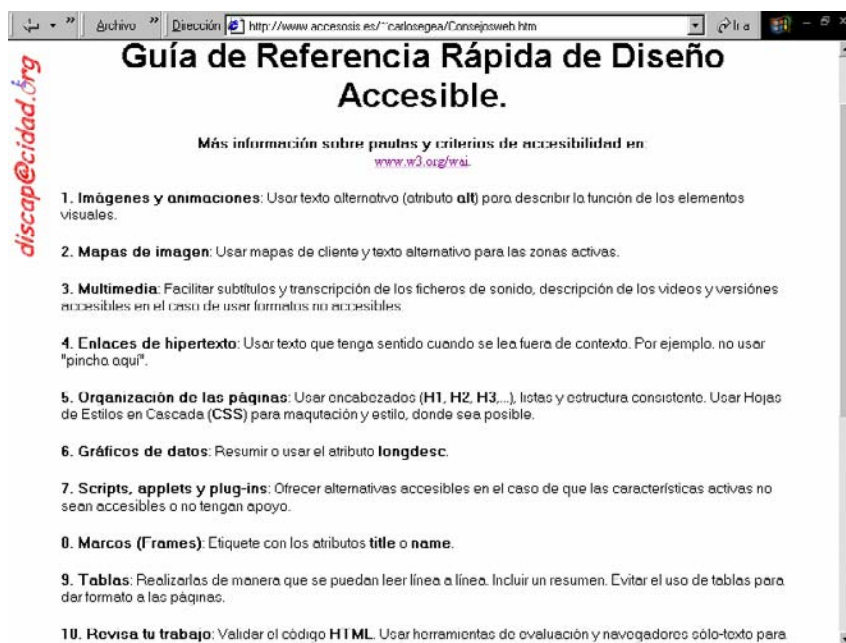 Archivo
Dirección http://www.accesosis.es/~carlosegea/Consejosweb.htm
Ir a
discap@cidad.org
Guía de Referencia Rápida de Diseño
Accesible.
Más información sobre pautas y criterios de accesibilidad en:
www.w3.org/wai.
1. Imágenes y animaciones: Usar texto alternativo (atributo alt) para describir la función de los elementos
visuales.
2. Mapas de imagen: Usar mapas de cliente y texto alternativo para las zonas activas.
3. Multimedia: Facilitar subtítulos y transcripción de los ficheros de sonido, descripción de los videos y versiónes
accesibles en el caso de usar formatos no accesibles.
4. Enlaces de hipertexto: Usar texto que tenga sentido cuando se lea fuera de contexto. Por ejemplo. no usar
"pincha aquí".
5. Organización de las páginas: Usar encabezados (H1, H2, H3,...), listas y estructura consistente. Usar Hojas
de Estilos en Cascada (CSS) para maqutación y estilo, donde sea posible.
6. Gráficos de datos: Resumir o usar el atributo longdesc.
7. Scripts, applets y plug-ins: Ofrecer alternativas accesibles en el caso de que las características activas no
sean accesibles o no tengan apoyo.
8. Marcos (Frames): Etiquete con los atributos title o name.
9. Tablas: Realizarlas de manera que se puedan leer línea a línea. Incluir un resumen. Evitar el uso de tablas para
dar formato a las páginas.
10. Revisa tu trabajo: Validar el código HTML. Usar herramientas de evaluación y navegadores sólo-texto para